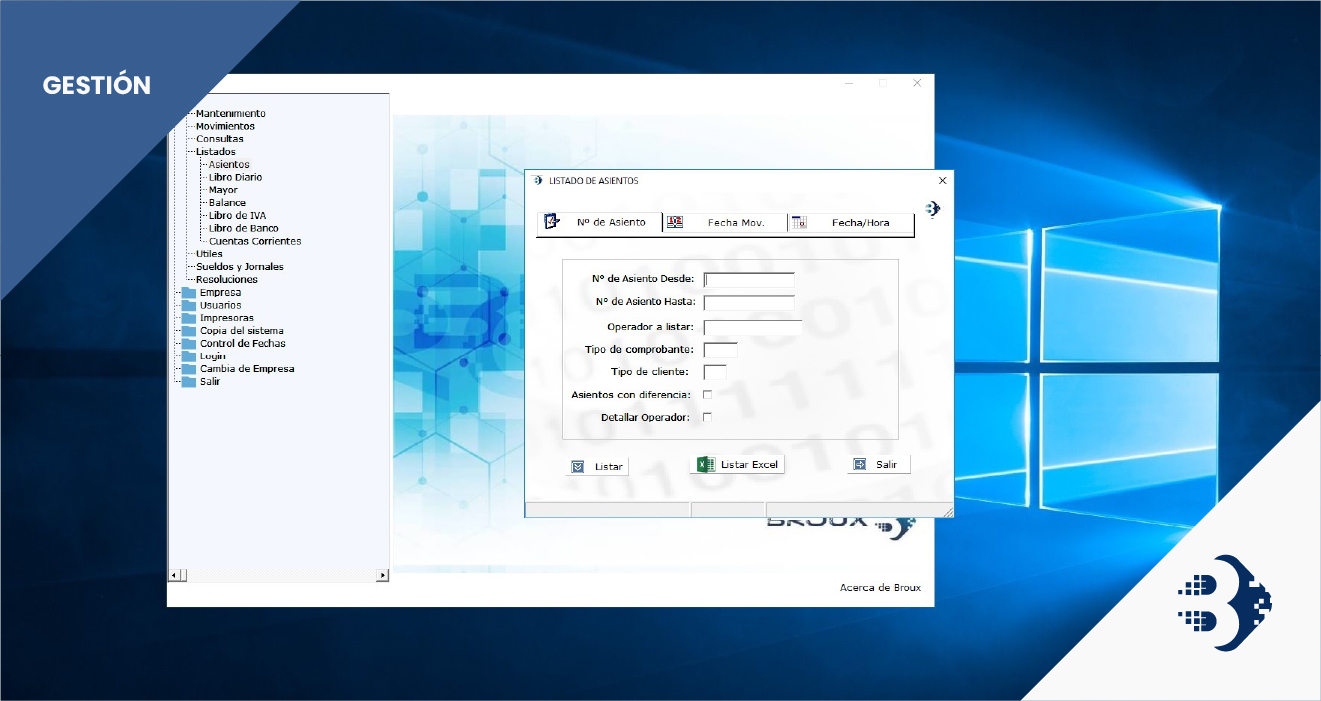 GESTIÓN
Mantenimiento
Movimientos
Consultas
Listados
Asientos
Libro Diario
Mayor
Balance
Libro de IVA
Libro de Banco
Cuentas Corrientes
Utiles
Sueldos y Jornales
Resoluciones
Empresa
Usuarios
Impresoras
Copia del sistema
Control de Fechas
Login
Cambia de Empresa
Salir
LISTADO DE ASIENTOS
Nº de Asiento Fecha Mov. Fecha/Hora
Nº de Asiento Desde:
Nº de Asiento Hasta:
Operador a listar:
Tipo de comprobante:
Tipo de cliente:
Asientos con diferencia:
Detallar Operador:
Listar Listar Excel Salir
BROUX
Acerca de Broux